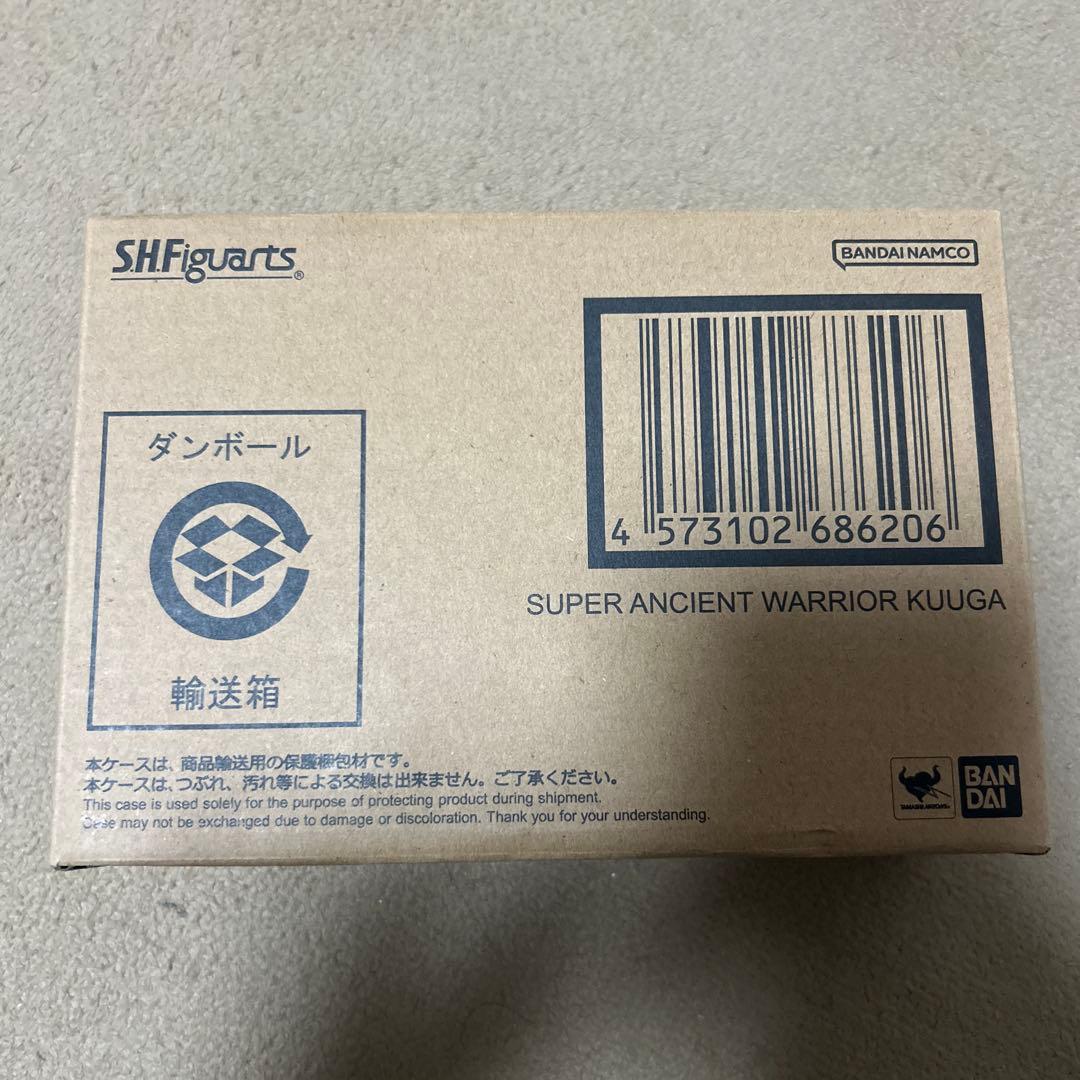 S.H.Figuarts®
BANDAI NAMCO
4 573102 686206
SUPER ANCIENT WARRIOR KUUGA
ダンボール
輸送箱
本ケースは、商品輸送用の保護梱包材です。
本ケースは、つぶれ、汚れ等による交換は出来ません。ご了承ください。
This case is used solely for the purpose of protecting product during shipment.
Case may not be exchanged due to damage or discoloration. Thank you for your understanding.
TAMASHII NATIONS
BAN
DAI